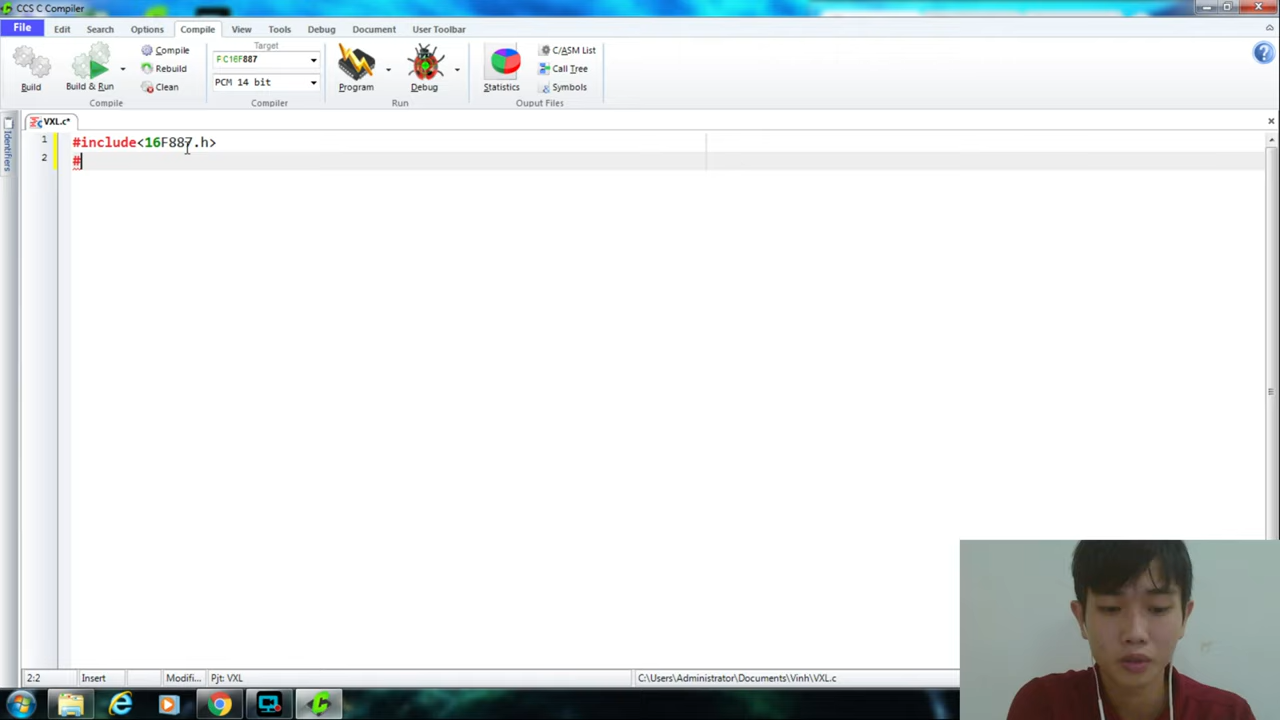 CCS C Compiler
File Edit Search Options Compile View Tools Debug Document User Toolbar
Build
Build & Run
Compile
Rebuild
Clean
Compile
Target
PCM 14 bit
Compiler
Program
Debug
Run
Statistics
C/ASM List
Call Tree
Symbols
Ouput Files
Identifiers
VXL.c*
1 #include<16F887.h>
2 #
2:2 Insert Modifi... Pjt: VXL C:\Users\Administrator\Documents\Vinh\VXL.c